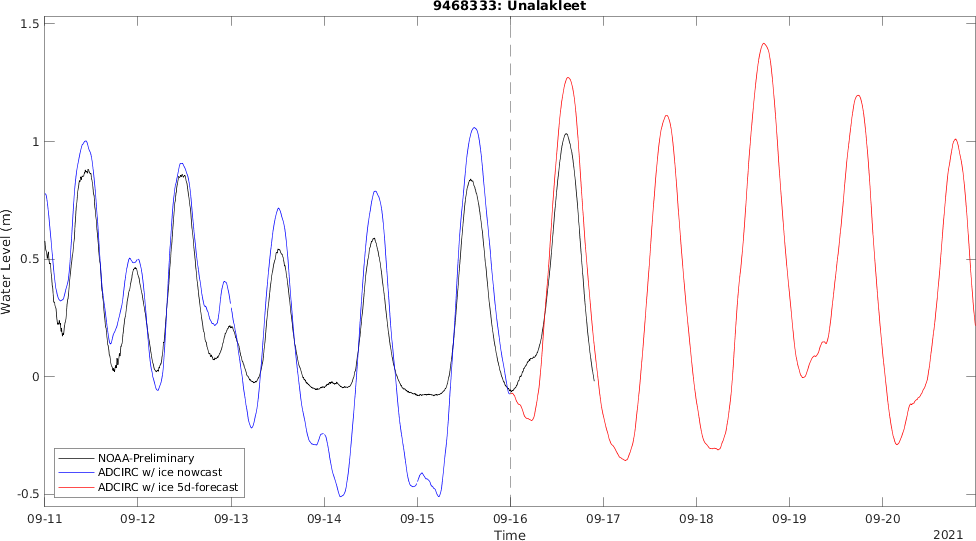 9468333: Unalakleet
Water Level (m)
1.5
1
0.5
0
-0.5
NOAA-Preliminary
ADCIRC w/ ice nowcast
ADCIRC w/ ice 5d-forecast
09-11 09-12 09-13 09-14 09-15 09-16 09-17 09-18 09-19 09-20
Time
2021